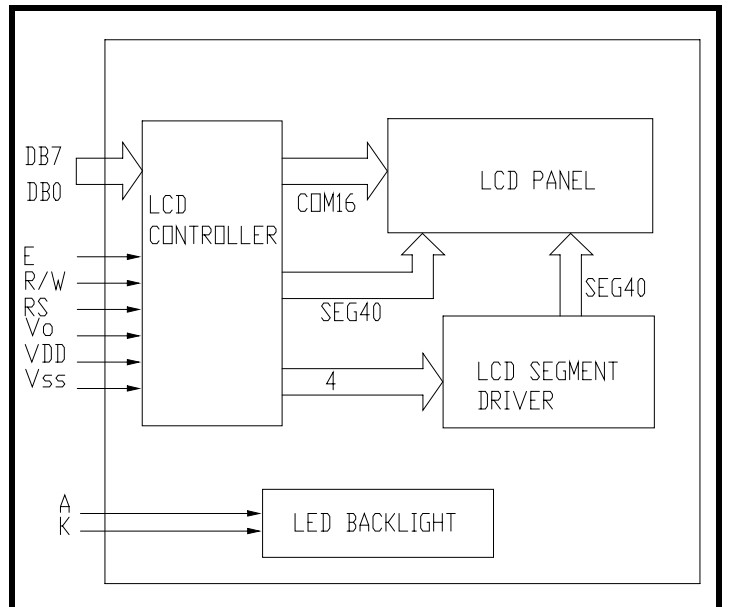 DB7
DB0
E
R/W
RS
Vo
VDD
Vss
A
K
LCD
CONTROLLER
COM16
SEG40
4
LCD PANEL
SEG40
LCD SEGMENT
DRIVER
LED BACKLIGHT